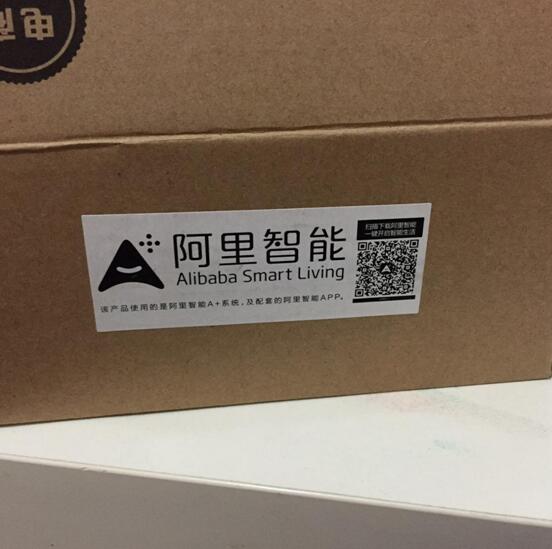 阿里智能
Alibaba Smart Living
该产品使用的是阿里智能A+系统，及配套的阿里智能APP。
扫描下载阿里智能
一键开启智能生活